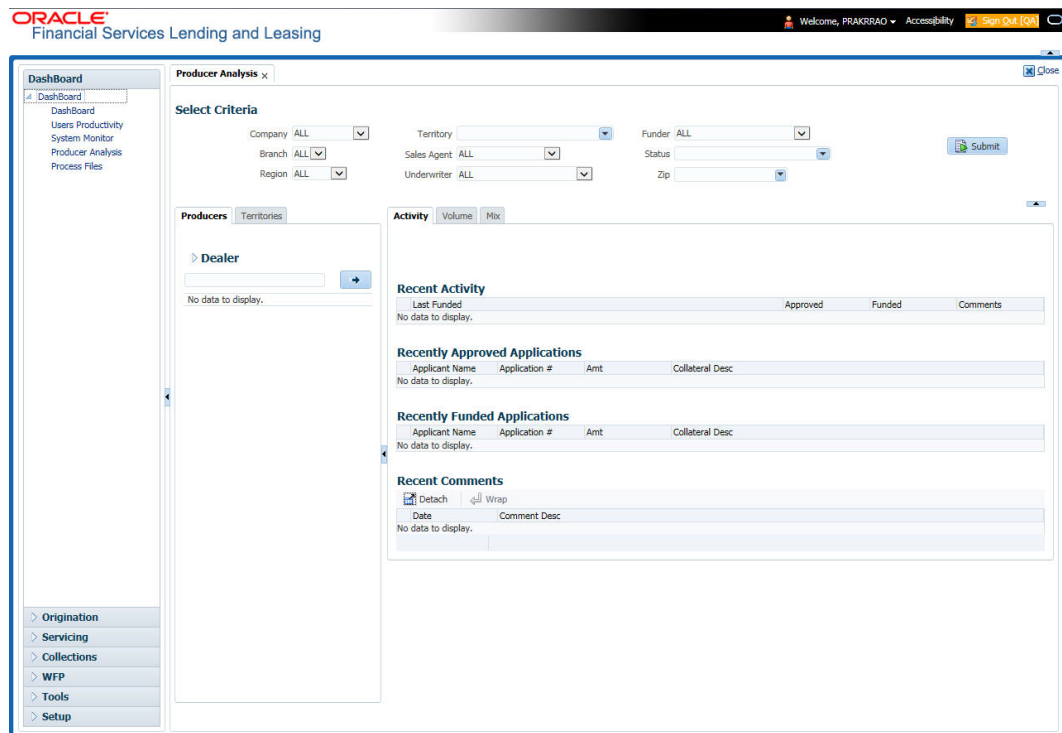 ORACLE
Financial Services Lending and Leasing
Welcome, PRAKRRAO Accessibility Sign Out [QA]
DashBoard
DashBoard
DashBoard
Users Productivity
System Monitor
Producer Analysis
Process Files
Origination
Servicing
Collections
WFP
Tools
Setup
Producer Analysis x
Close
Select Criteria
Company ALL Territory Funder ALL
Branch ALL Sales Agent ALL Status
Region ALL Underwriter ALL Zip
Submit
Producers Territories
Dealer
No data to display.
Activity Volume Mix
Recent Activity
Last Funded Approved Funded Comments
No data to display.
Recently Approved Applications
Applicant Name Application # Amt Collateral Desc
No data to display.
Recently Funded Applications
Applicant Name Application # Amt Collateral Desc
No data to display.
Recent Comments
Detach Wrap
Date Comment Desc
No data to display.